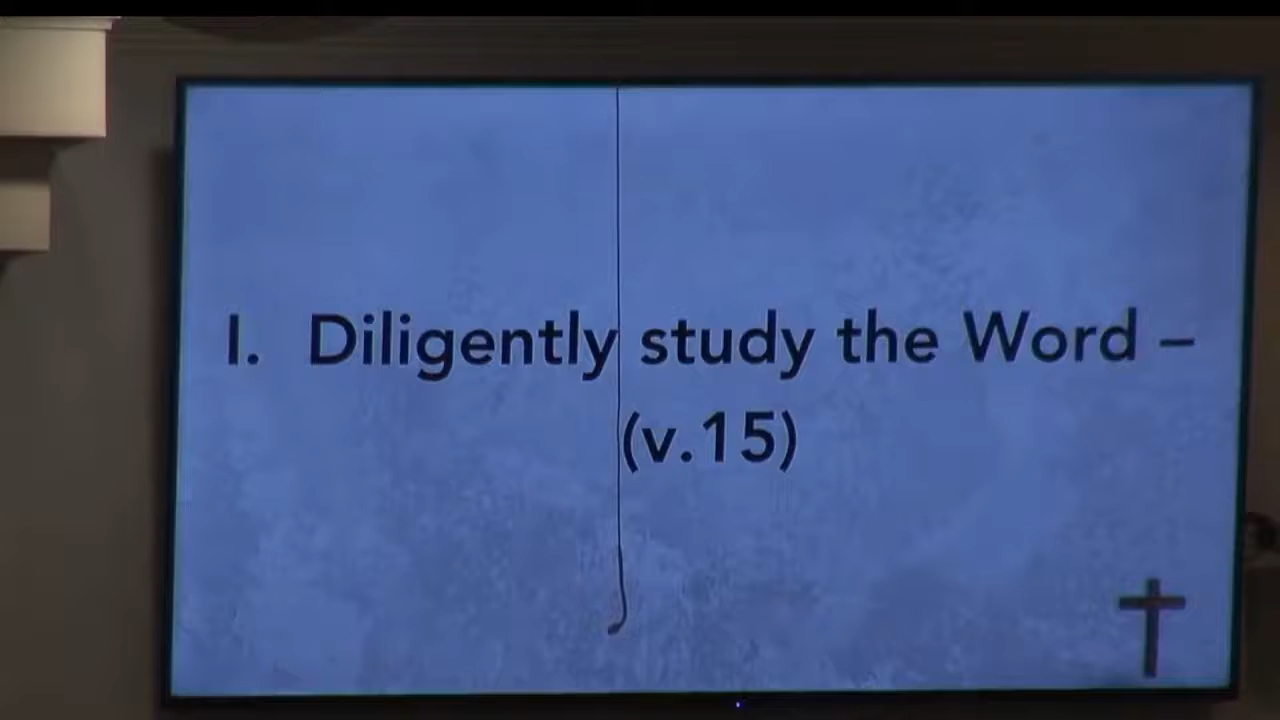 I. Diligently study the Word –
(v.15)